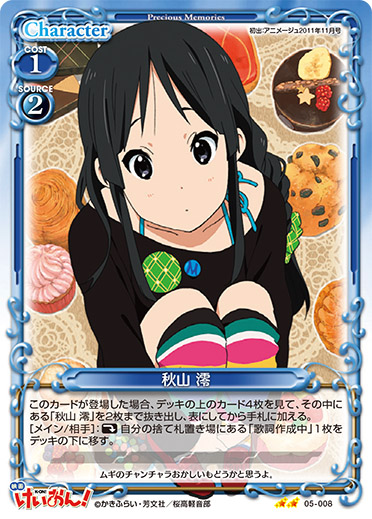 Precious Memories
Character
初出:アニメージュ2011年11月号
COST
1
SOURCE
2
M
秋山 澪
このカードが登場した場合、デッキの上のカード4枚を見て、その中に
ある「秋山 澪」を2枚まで抜き出し、表にしてから手札に加える。
[メイン/相手]: 自分の捨て札置き場にある「歌詞作成中」1枚を
デッキの下に移す。
ムギのチャンチャラおかしいもどうかと思うよ。
映画
けいおん!
K-ON!
©かきふらい・芳文社/桜高軽音部
05-008